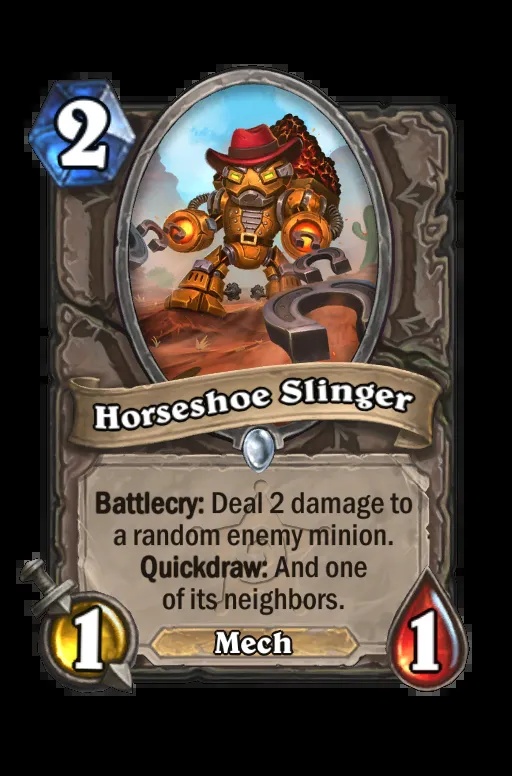 2
Horseshoe Slinger
Battlecry: Deal 2 damage to
a random enemy minion.
Quickdraw: And one
of its neighbors.
1
Mech
1